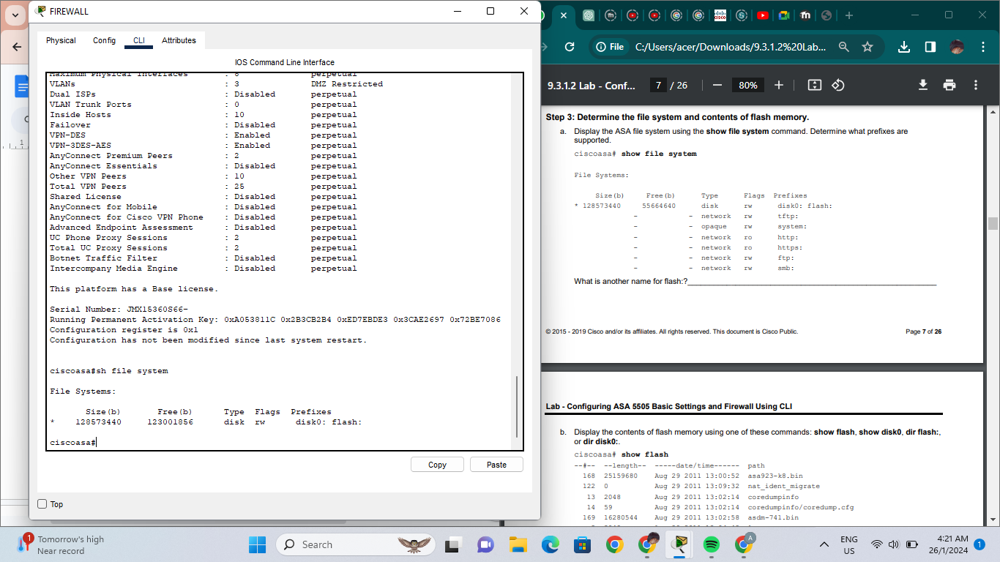 FIREWALL
Physical Config CLI Attributes
IOS Command Line Interface
Maximum Physical Interfaces : 8 perpetual
VLANs : 3 DMZ Restricted
Dual ISPs : Disabled perpetual
VLAN Trunk Ports : 0 perpetual
Inside Hosts : 10 perpetual
Failover : Disabled perpetual
VPN-DES : Enabled perpetual
VPN-3DES-AES : Enabled perpetual
AnyConnect Premium Peers : 2 perpetual
AnyConnect Essentials : Disabled perpetual
Other VPN Peers : 10 perpetual
Total VPN Peers : 25 perpetual
Shared License : Disabled perpetual
AnyConnect for Mobile : Disabled perpetual
AnyConnect for Cisco VPN Phone : Disabled perpetual
Advanced Endpoint Assessment : Disabled perpetual
UC Phone Proxy Sessions : 2 perpetual
Total UC Proxy Sessions : 2 perpetual
Botnet Traffic Filter : Disabled perpetual
Intercompany Media Engine : Disabled perpetual
This platform has a Base license.
Serial Number: JMX15360S66-
Running Permanent Activation Key: 0xA053811C 0x2B3CB2B4 0xED7EBDE3 0x3CAE2697 0x72BE7086
Configuration register is 0x1
Configuration has not been modified since last system restart.
ciscoasa#sh file system
File Systems:
Size(b) Free(b) Type Flags Prefixes
* 128573440 123001856 disk rw disk0: flash:
ciscoasa#
Copy Paste
Top
File C:/Users/acer/Downloads/9.3.1.2%20Lab...
9.3.1.2 Lab - Conf... 7 / 26 80%
Step 3: Determine the file system and contents of flash memory.
a. Display the ASA file system using the show file system command. Determine what prefixes are
supported.
ciscoasa# show file system
File Systems:
Size(b) Free(b) Type Flags Prefixes
* 128573440 55664640 disk rw disk0: flash:
- - network rw tftp:
- - opaque rw system:
- - network ro http:
- - network ro https:
- - network rw ftp:
- - network rw smb:
What is another name for flash:?
© 2015 - 2019 Cisco and/or its affiliates. All rights reserved. This document is Cisco Public. Page 7 of 26
Lab - Configuring ASA 5505 Basic Settings and Firewall Using CLI
b. Display the contents of flash memory using one of these commands: show flash, show disk0, dir flash:,
or dir disk0:.
ciscoasa# show flash
--#-- --length-- -----date/time------ path
168 25159680 Aug 29 2011 13:00:52 asa923-k8.bin
122 0 Aug 29 2011 13:09:32 nat_ident_migrate
13 2048 Aug 29 2011 13:02:14 coredumpinfo
14 59 Aug 29 2011 13:02:14 coredumpinfo/coredump.cfg
169 16280544 Aug 29 2011 13:02:58 asdm-741.bin
1 Tomorrow's high
Near record
Search
ENG
US
4:21 AM
26/1/2024
1